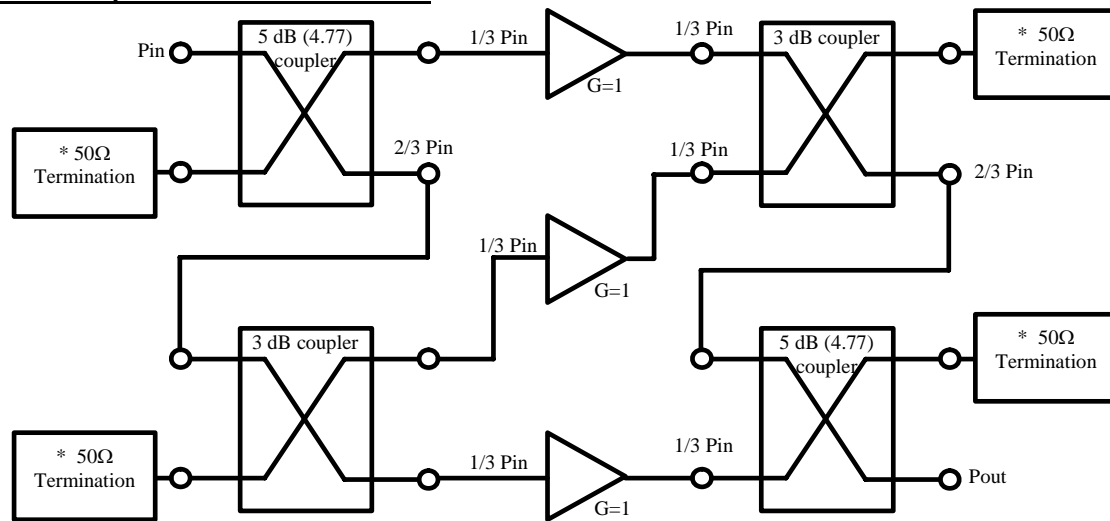 5 dB (4.77)
coupler
Pin
1/3 Pin
G=1
1/3 Pin
3 dB coupler
* 50Ω
Termination
* 50Ω
Termination
2/3 Pin
1/3 Pin
2/3 Pin
1/3 Pin
G=1
3 dB coupler
5 dB (4.77)
coupler
* 50Ω
Termination
* 50Ω
Termination
1/3 Pin
G=1
1/3 Pin
Pout